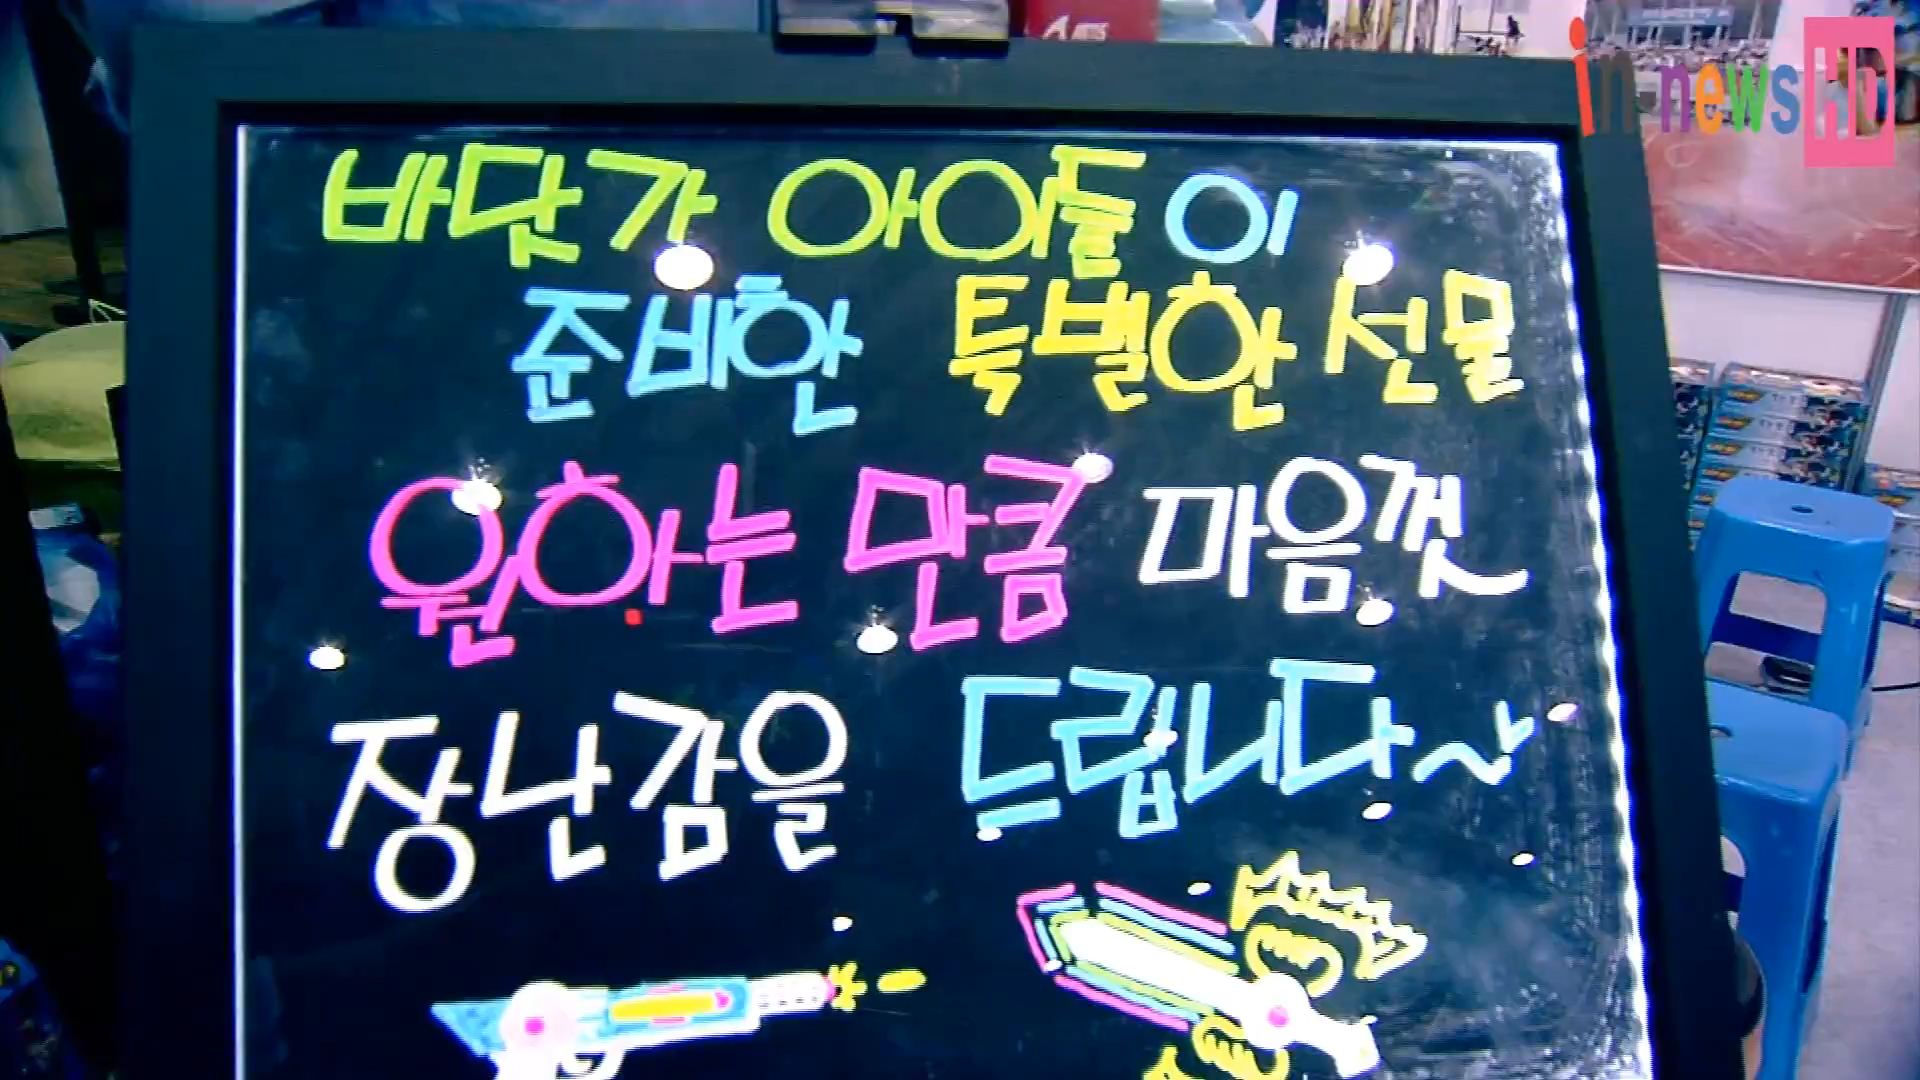 in news HD
바닷가 아이들이
준비한 특별한 선물
원하는 만큼 마음껏
장난감을 드립니다~